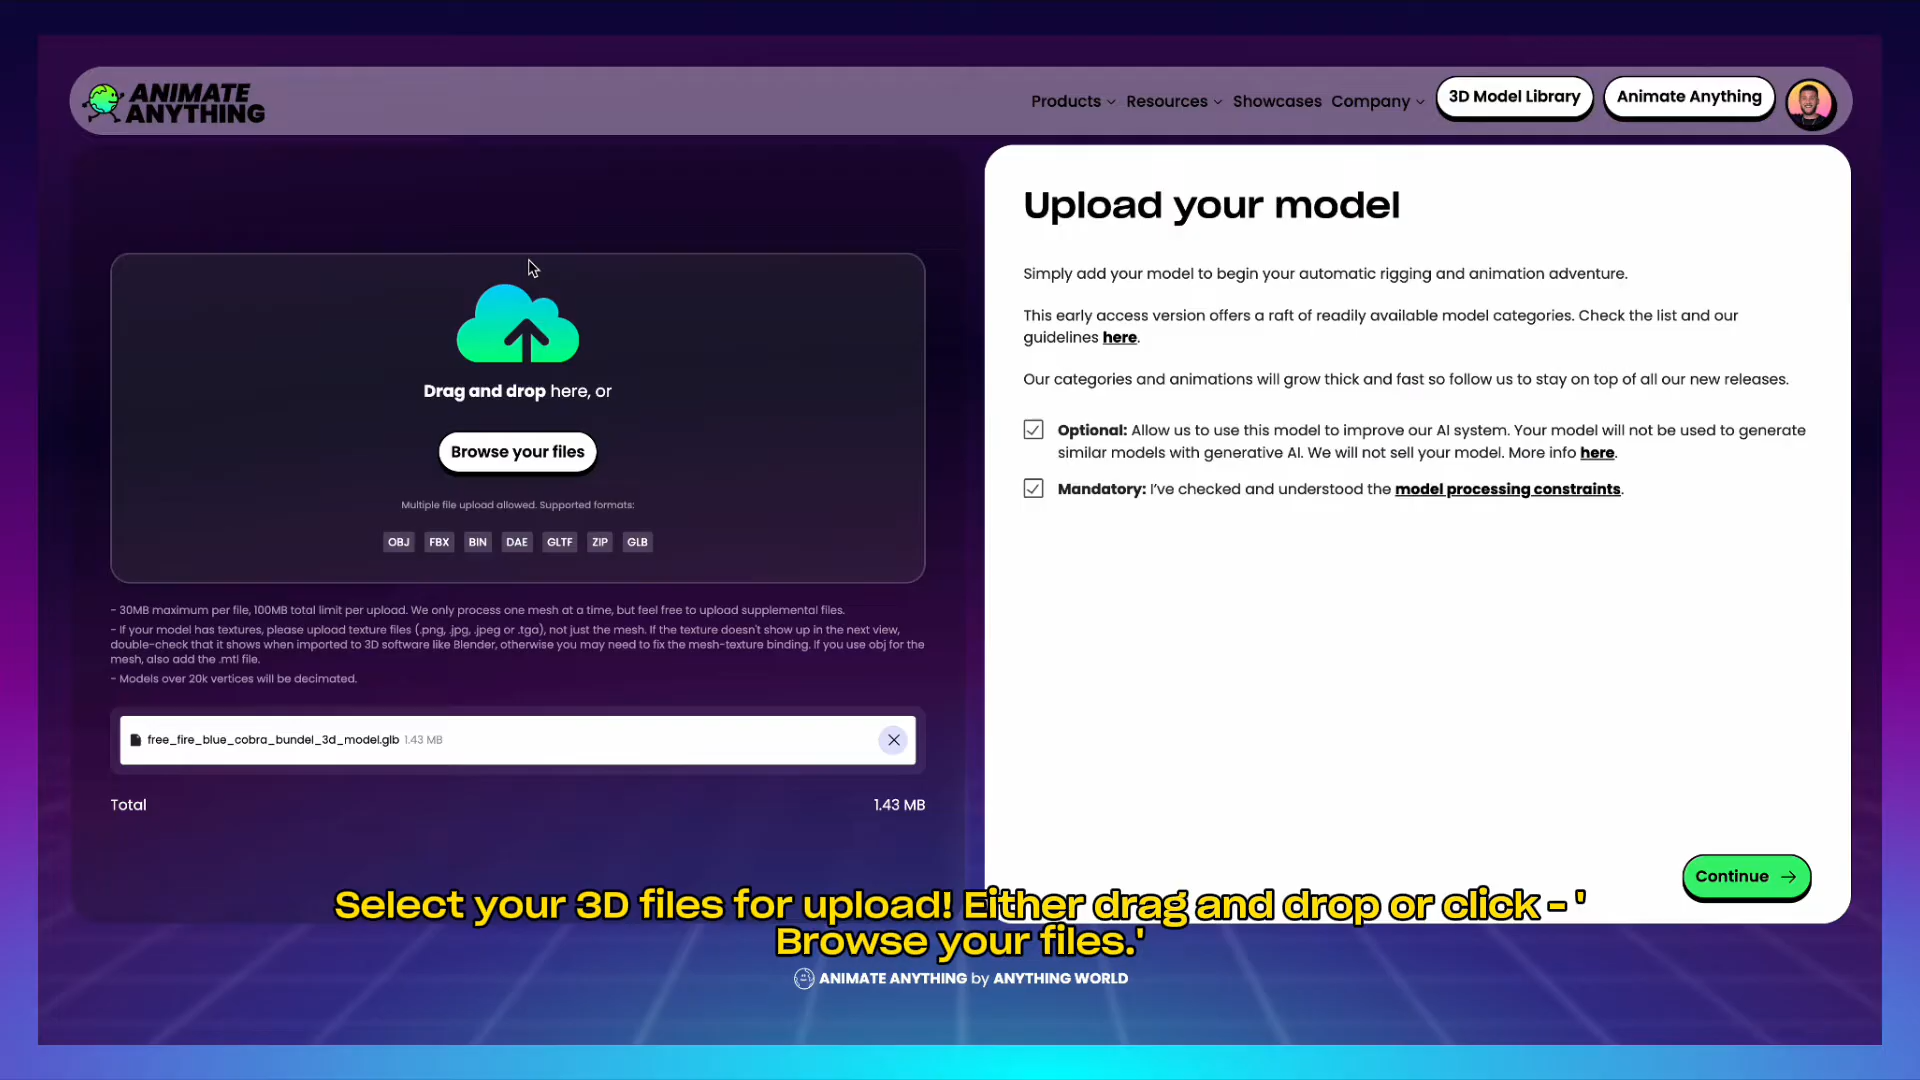 ANIMATE
ANYTHING
Products
Resources
Showcases
Company
3D Model Library
Animate Anything
Drag and drop here, or
Browse your files
Multiple file upload allowed. Supported formats:
OBJ FBX BIN DAE GLTF ZIP GLB
- 30MB maximum per file, 100MB total limit per upload. We only process one mesh at a time, but feel free to upload supplemental files.
- If your model has textures, please upload texture files (.png, .jpg, .jpeg or .tga), not just the mesh. If the texture doesn't show up in the next view,
double-check that it shows when imported to 3D software like Blender, otherwise you may need to fix the mesh-texture binding. If you use obj for the
mesh, also add the .mtl file.
- Models over 20k vertices will be decimated.
free_fire_blue_cobra_bundel_3d_model.glb 1.43 MB
Total 1.43 MB
Upload your model
Simply add your model to begin your automatic rigging and animation adventure.
This early access version offers a raft of readily available model categories. Check the list and our
guidelines here.
Our categories and animations will grow thick and fast so follow us to stay on top of all our new releases.
Optional: Allow us to use this model to improve our AI system. Your model will not be used to generate
similar models with generative AI. We will not sell your model. More info here.
Mandatory: I've checked and understood the model processing constraints.
Continue
Select your 3D files for upload! Either drag and drop or click - '
Browse your files.'
ANIMATE ANYTHING by ANYTHING WORLD